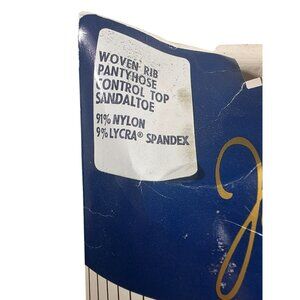 WOVEN RIB
PANTYHOSE
CONTROL TOP
SANDALTOE
91% NYLON
9% LYCRA® SPANDEX